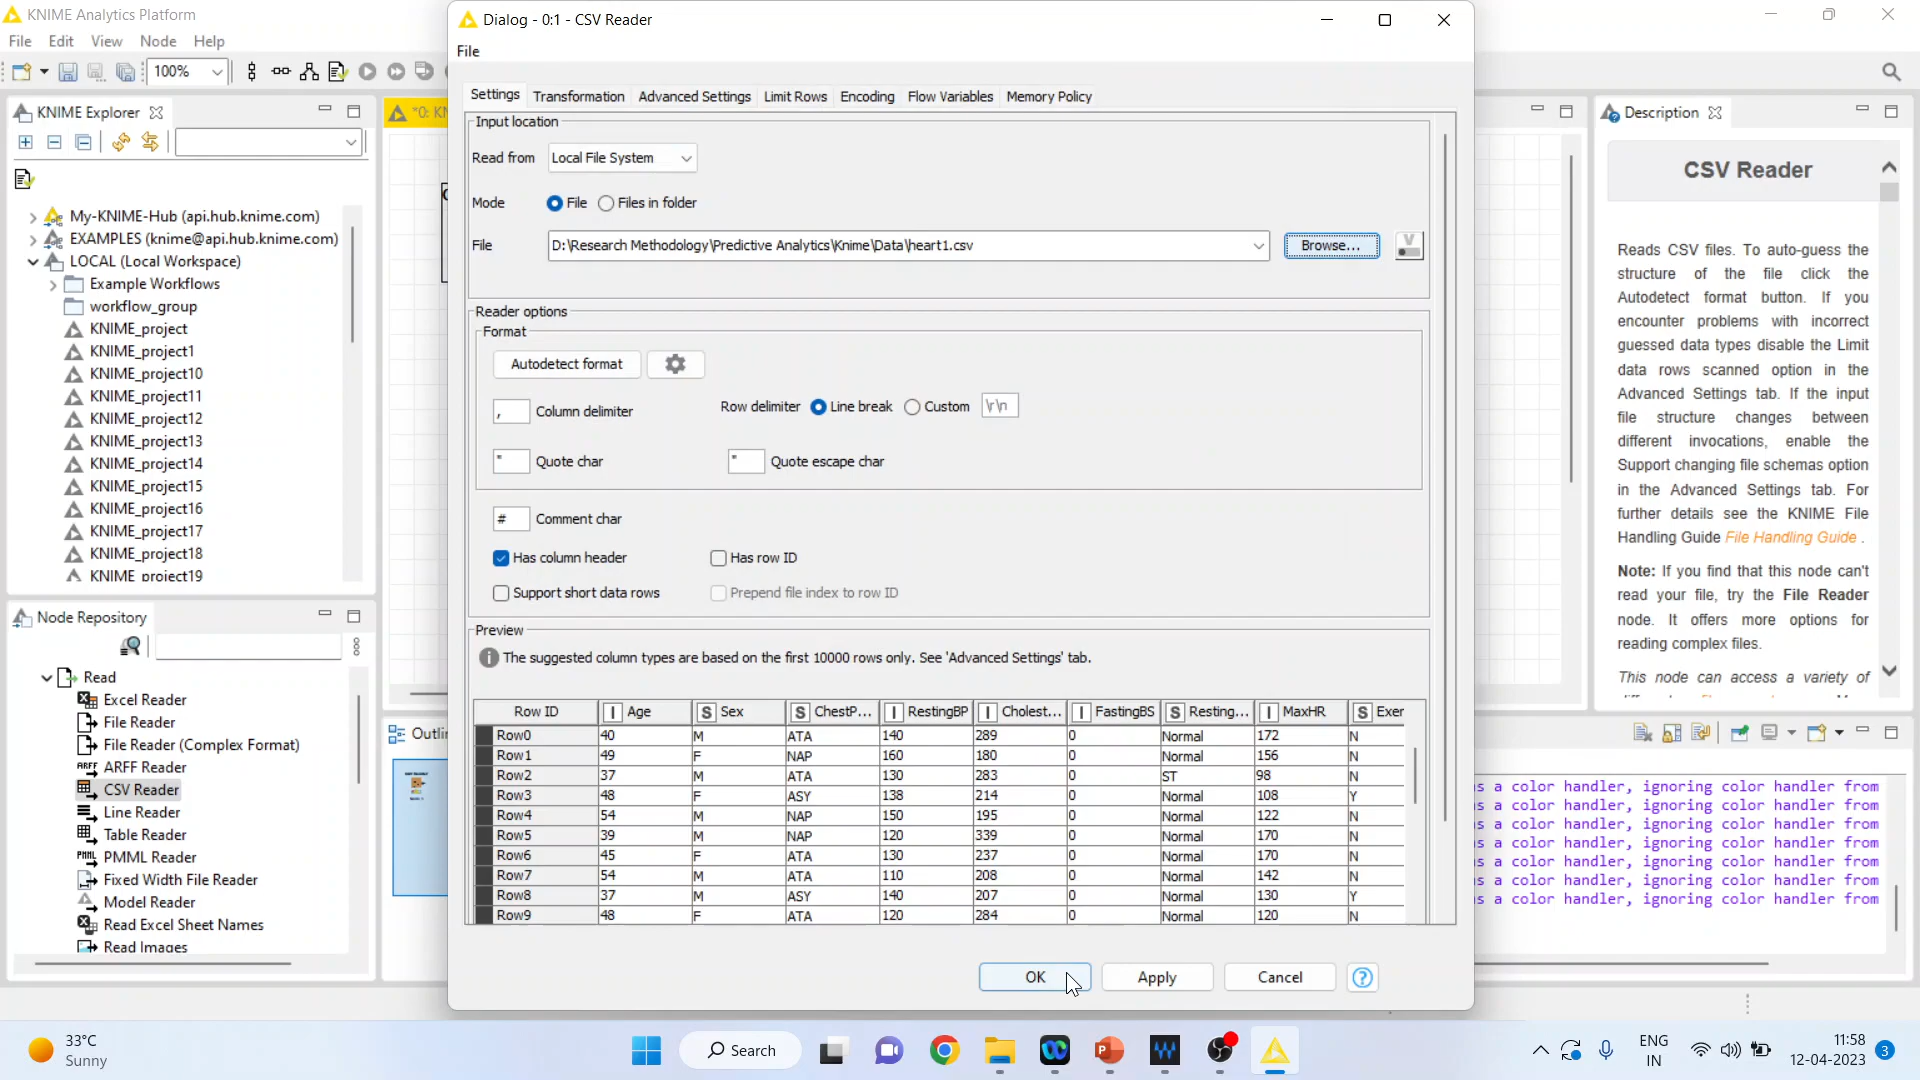 KNIME Analytics Platform
File Edit View Node Help
100%
KNIME Explorer
My-KNIME-Hub (api.hub.knime.com)
EXAMPLES (knime@api.hub.knime.com)
LOCAL (Local Workspace)
Example Workflows
workflow_group
KNIME_project
KNIME_project1
KNIME_project10
KNIME_project11
KNIME_project12
KNIME_project13
KNIME_project14
KNIME_project15
KNIME_project16
KNIME_project17
KNIME_project18
KNIME_project19
Node Repository
Read
Excel Reader
File Reader
File Reader (Complex Format)
ARFF Reader
CSV Reader
Line Reader
Table Reader
PMML Reader
Fixed Width File Reader
Model Reader
Read Excel Sheet Names
Read Images
Dialog - 0:1 - CSV Reader
File
Settings Transformation Advanced Settings Limit Rows Encoding Flow Variables Memory Policy
Input location
Read from Local File System
Mode File Files in folder
File D:\Research Methodology\Predictive Analytics\Knime\Data\heart1.csv Browse... V
Reader options
Format
Autodetect format
, Column delimiter Row delimiter Line break Custom \r\n
" Quote char " Quote escape char
# Comment char
Has column header Has row ID
Support short data rows Prepend file index to row ID
Preview
The suggested column types are based on the first 10000 rows only. See 'Advanced Settings' tab.
Row ID I Age S Sex S ChestP... I RestingBP I Cholest... I FastingBS S Resting... I MaxHR S Exer
Row0 40 M ATA 140 289 0 Normal 172 N
Row1 49 F NAP 160 180 0 Normal 156 N
Row2 37 M ATA 130 283 0 ST 98 N
Row3 48 F ASY 138 214 0 Normal 108 Y
Row4 54 M NAP 150 195 0 Normal 122 N
Row5 39 M NAP 120 339 0 Normal 170 N
Row6 45 F ATA 130 237 0 Normal 170 N
Row7 54 M ATA 110 208 0 Normal 142 N
Row8 37 M ASY 140 207 0 Normal 130 Y
Row9 48 F ATA 120 284 0 Normal 120 N
OK Apply Cancel ?
*0: KN
Outli
Description
CSV Reader
Reads CSV files. To auto-guess the
structure of the file click the
Autodetect format button. If you
encounter problems with incorrect
guessed data types disable the Limit
data rows scanned option in the
Advanced Settings tab. If the input
file structure changes between
different invocations, enable the
Support changing file schemas option
in the Advanced Settings tab. For
further details see the KNIME File
Handling Guide File Handling Guide .
Note: If you find that this node can't
read your file, try the File Reader
node. It offers more options for
reading complex files.
This node can access a variety of
s a color handler, ignoring color handler from
s a color handler, ignoring color handler from
s a color handler, ignoring color handler from
s a color handler, ignoring color handler from
s a color handler, ignoring color handler from
s a color handler, ignoring color handler from
s a color handler, ignoring color handler from
33°C
Sunny
Search
ENG
IN
11:58
12-04-2023
3